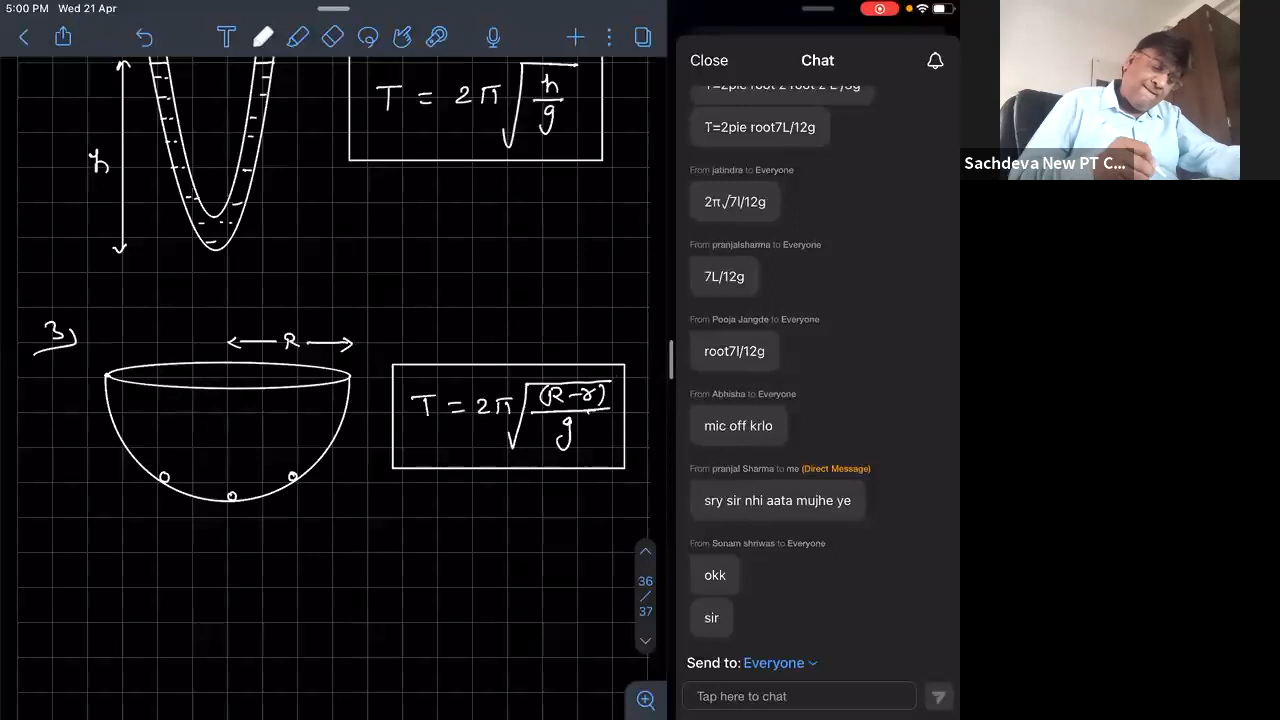 5:00 PM Wed 21 Apr
T
h
T = 2π √h/g
3)
R
T = 2π √(R-r)/g
36
/
37
Close
Chat
T=2pie root7L/12g
From jatindra to Everyone
2π√7l/12g
From pranjalsharma to Everyone
7L/12g
From Pooja Jangde to Everyone
root7l/12g
From Abhisha to Everyone
mic off krlo
From pranjal Sharma to me (Direct Message)
sry sir nhi aata mujhe ye
From Sonam shriwas to Everyone
okk
sir
Send to: Everyone
Tap here to chat
Sachdeva New PT C...